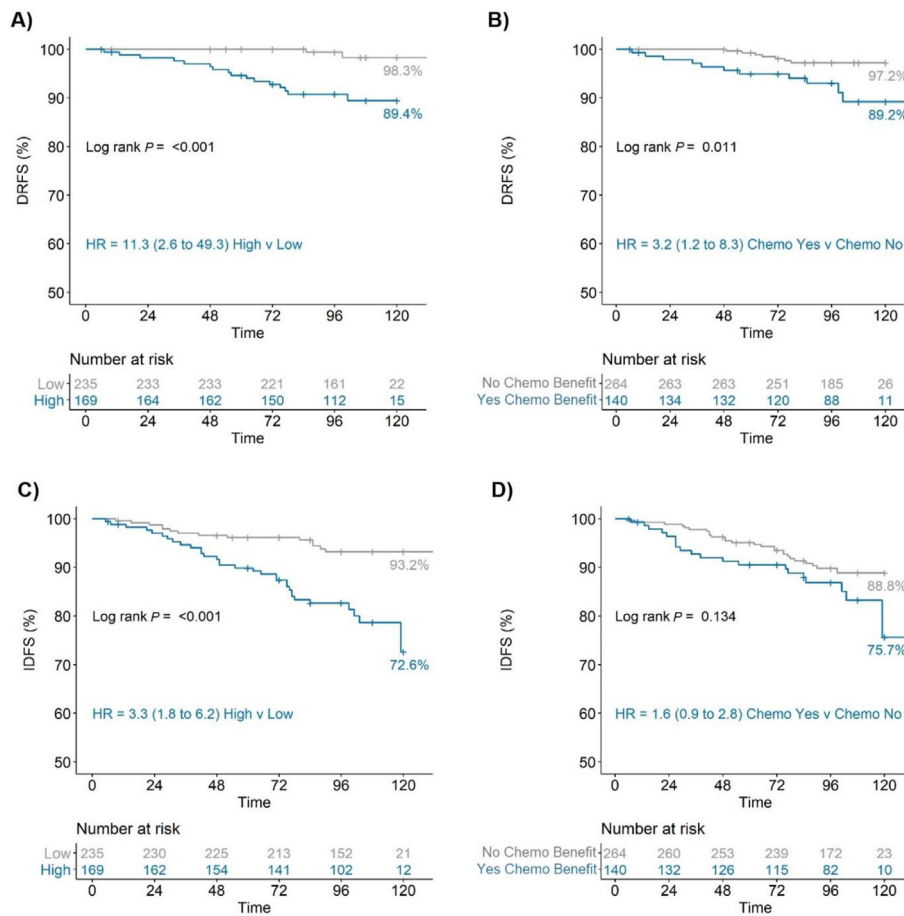 A)
DRFS (%)
100
90
80
70
60
50
98.3%
89.4%
Log rank P = <0.001
HR = 11.3 (2.6 to 49.3) High v Low
0 24 48 72 96 120
Time
Number at risk
Low 235 233 233 221 161 22
High 169 164 162 150 112 15
0 24 48 72 96 120
B)
DRFS (%)
100
90
80
70
60
50
97.2%
89.2%
Log rank P = 0.011
HR = 3.2 (1.2 to 8.3) Chemo Yes v Chemo No
0 24 48 72 96 120
Time
Number at risk
No Chemo Benefit 264 263 263 251 185 26
Yes Chemo Benefit 140 134 132 120 88 11
0 24 48 72 96 120
C)
IDFS (%)
100
90
80
70
60
50
93.2%
72.6%
Log rank P = <0.001
HR = 3.3 (1.8 to 6.2) High v Low
0 24 48 72 96 120
Time
Number at risk
Low 235 230 225 213 152 21
High 169 162 154 141 102 12
0 24 48 72 96 120
D)
IDFS (%)
100
90
80
70
60
50
88.8%
75.7%
Log rank P = 0.134
HR = 1.6 (0.9 to 2.8) Chemo Yes v Chemo No
0 24 48 72 96 120
Time
Number at risk
No Chemo Benefit 264 260 253 239 172 23
Yes Chemo Benefit 140 132 126 115 82 10
0 24 48 72 96 120